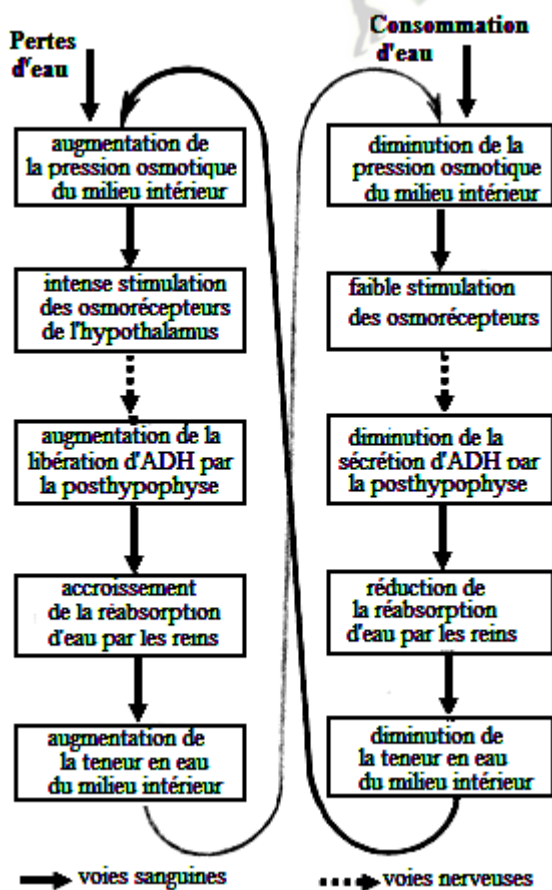 Pertes
d'eau
augmentation de
la pression osmotique
du milieu intérieur
intense stimulation
des osmorécepteurs
de l'hypothalamus
augmentation de la
libération d'ADH par
la posthypophyse
accroissement
de la réabsorption
d'eau par les reins
augmentation de
la teneur en eau
du milieu intérieur
Consommation
d'eau
diminution de la
pression osmotique
du milieu intérieur
faible stimulation
des osmorécepteurs
diminution de la
sécrétion d'ADH par
la posthypophyse
réduction de
la réabsorption
d'eau par les reins
diminution de
la teneur en eau
du milieu intérieur
voies sanguines
voies nerveuses